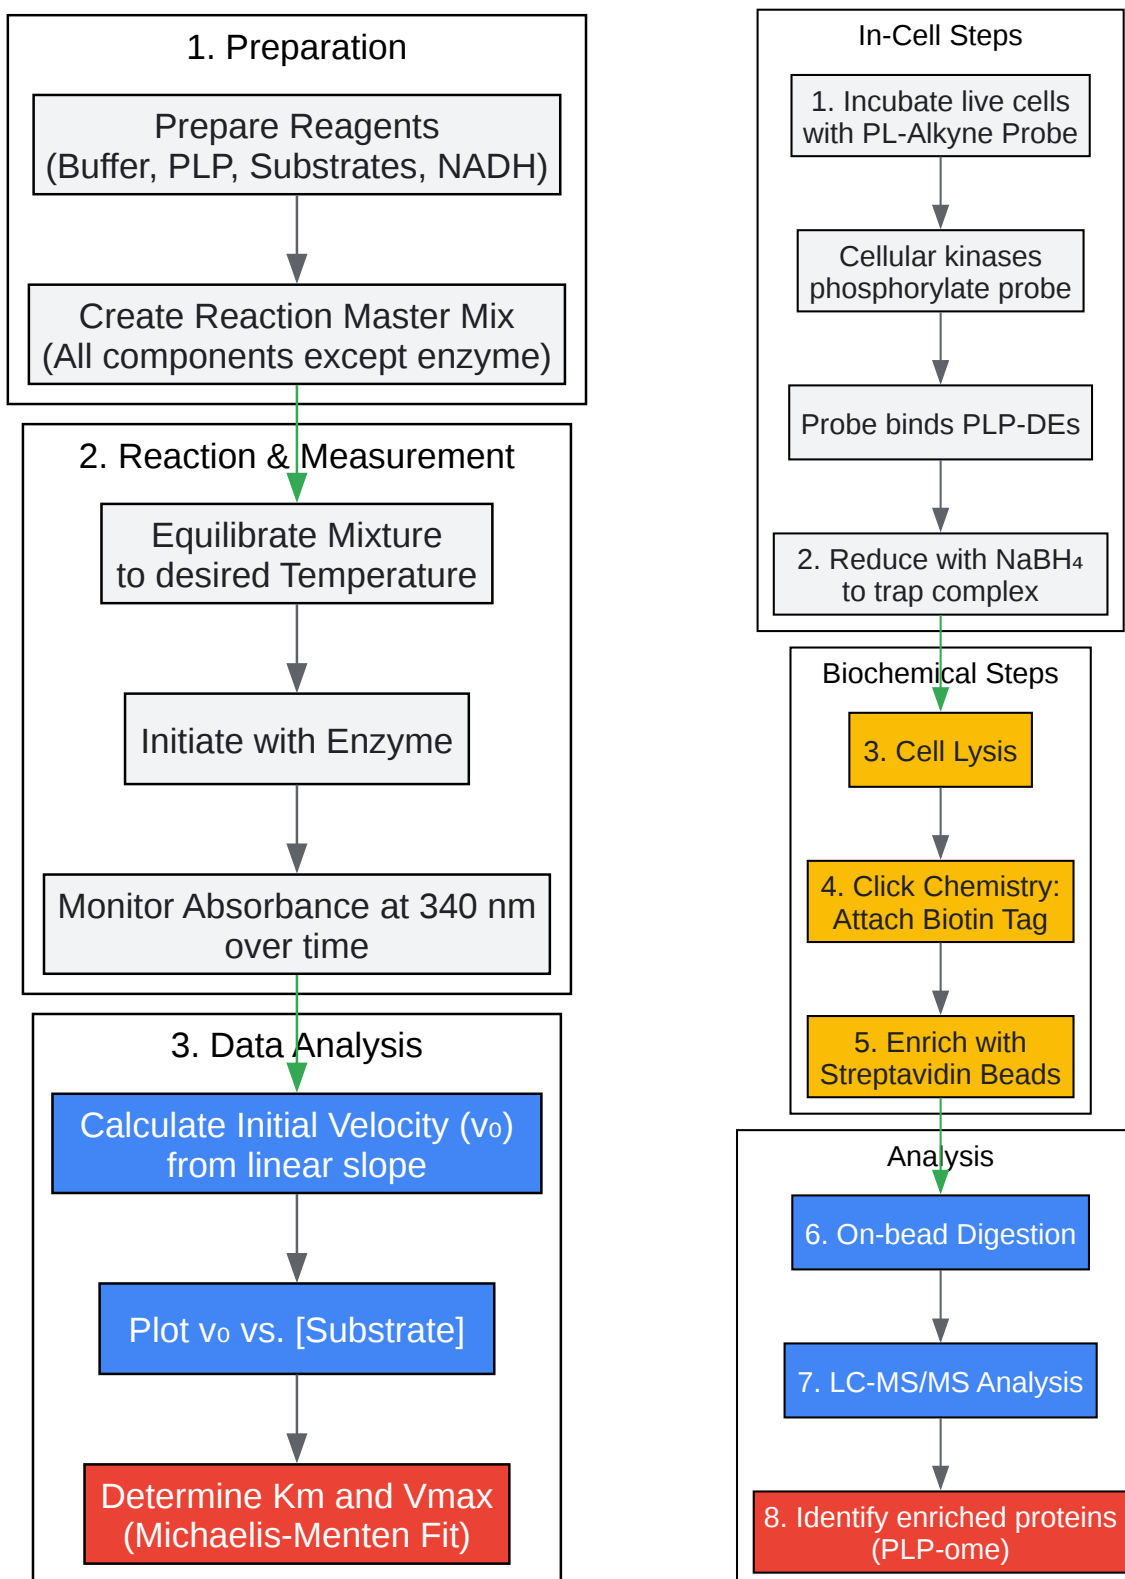 1. Preparation
Prepare Reagents
(Buffer, PLP, Substrates, NADH)
Create Reaction Master Mix
(All components except enzyme)
2. Reaction & Measurement
Equilibrate Mixture
to desired Temperature
Initiate with Enzyme
Monitor Absorbance at 340 nm
over time
3. Data Analysis
Calculate Initial Velocity (v₀)
from linear slope
Plot v₀ vs. [Substrate]
Determine Km and Vmax
(Michaelis-Menten Fit)
In-Cell Steps
1. Incubate live cells
with PL-Alkyne Probe
Cellular kinases
phosphorylate probe
Probe binds PLP-DEs
2. Reduce with NaBH₄
to trap complex
Biochemical Steps
3. Cell Lysis
4. Click Chemistry:
Attach Biotin Tag
5. Enrich with
Streptavidin Beads
Analysis
6. On-bead Digestion
7. LC-MS/MS Analysis
8. Identify enriched proteins
(PLP-ome)